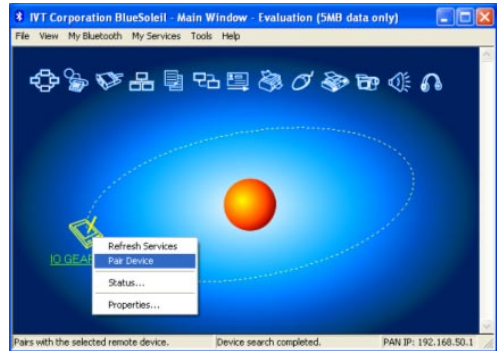 IVT Corporation BlueSoleil - Main Window - Evaluation (5MB data only)
File View My Bluetooth My Services Tools Help
Refresh Services
IO GEAR
Pair Device
Status...
Properties...
Pairs with the selected remote device. Device search completed. PAN IP: 192.168.50.1